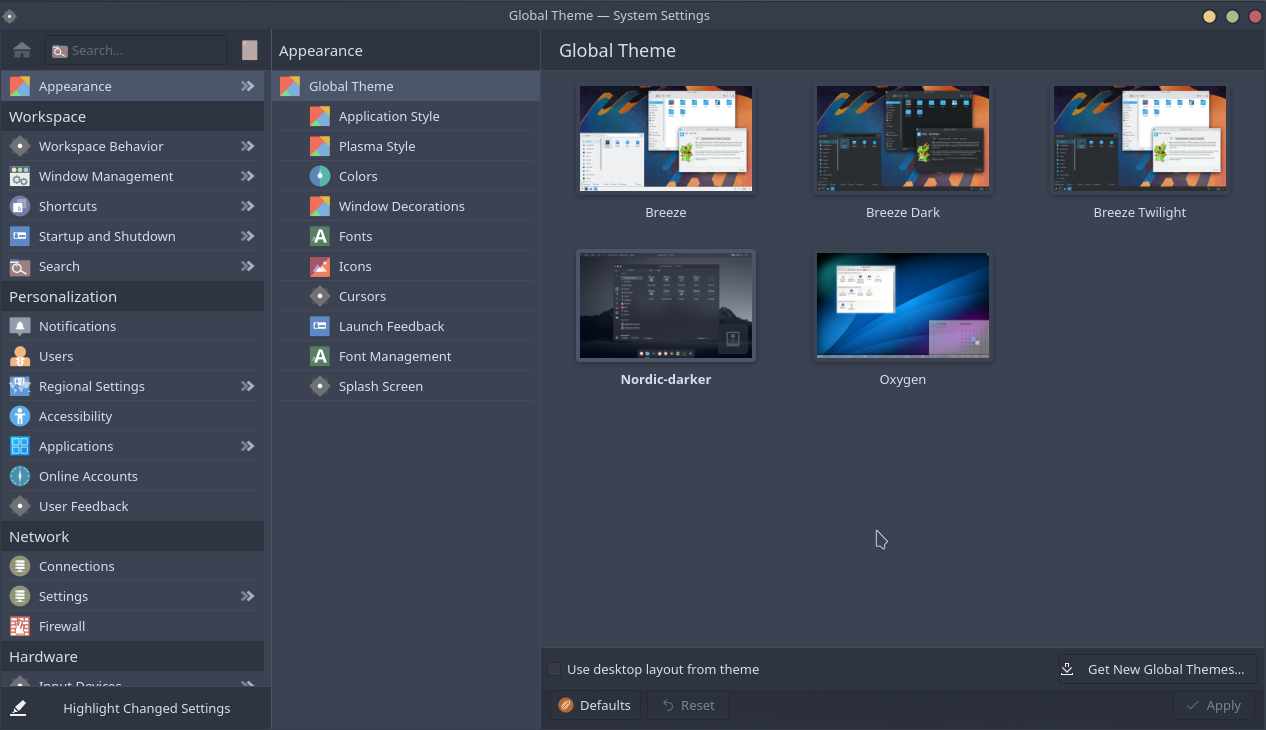 Global Theme — System Settings
Search...
Appearance
Workspace
Workspace Behavior
Window Management
Shortcuts
Startup and Shutdown
Search
Personalization
Notifications
Users
Regional Settings
Accessibility
Applications
Online Accounts
User Feedback
Network
Connections
Settings
Firewall
Hardware
Input Devices
Highlight Changed Settings
Appearance
Global Theme
Application Style
Plasma Style
Colors
Window Decorations
Fonts
Icons
Cursors
Launch Feedback
Font Management
Splash Screen
Global Theme
Breeze
Breeze Dark
Breeze Twilight
Nordic-darker
Oxygen
Use desktop layout from theme
Get New Global Themes...
Defaults
Reset
Apply